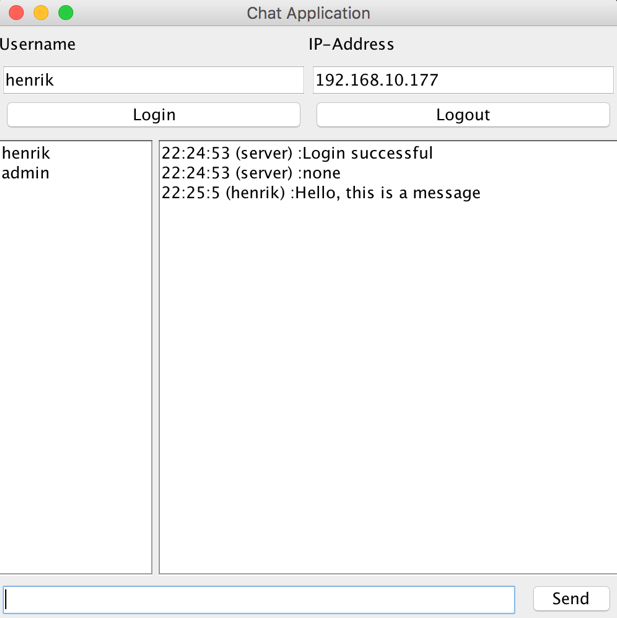 Chat Application
Username IP-Address
henrik 192.168.10.177
Login Logout
henrik
admin
22:24:53 (server) :Login successful
22:24:53 (server) :none
22:25:5 (henrik) :Hello, this is a message
Send